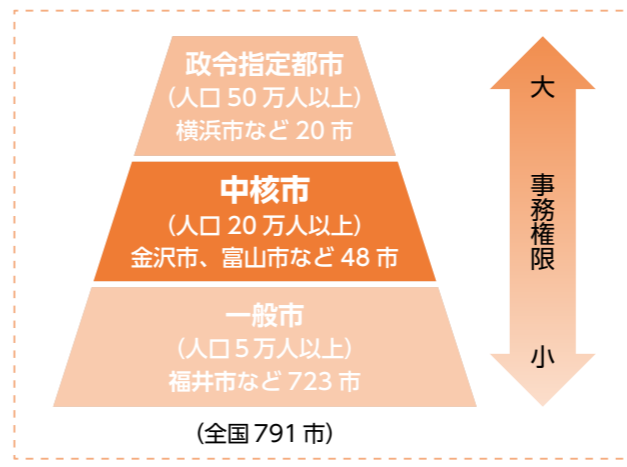 政令指定都市
(人口 50 万人以上)
横浜市など 20 市
中核市
(人口 20 万人以上)
金沢市、富山市など 48 市
一般市
(人口５万人以上)
福井市など 723 市
(全国 791 市)
大
事務権限
小